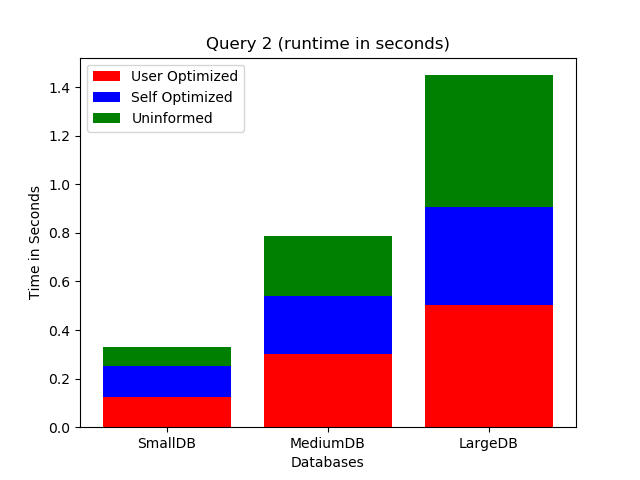 Query 2 (runtime in seconds)
User Optimized
Self Optimized
Uninformed
1.4
1.2
1.0
0.8
0.6
0.4
0.2
0.0
Time in Seconds
SmallDB MediumDB LargeDB
Databases